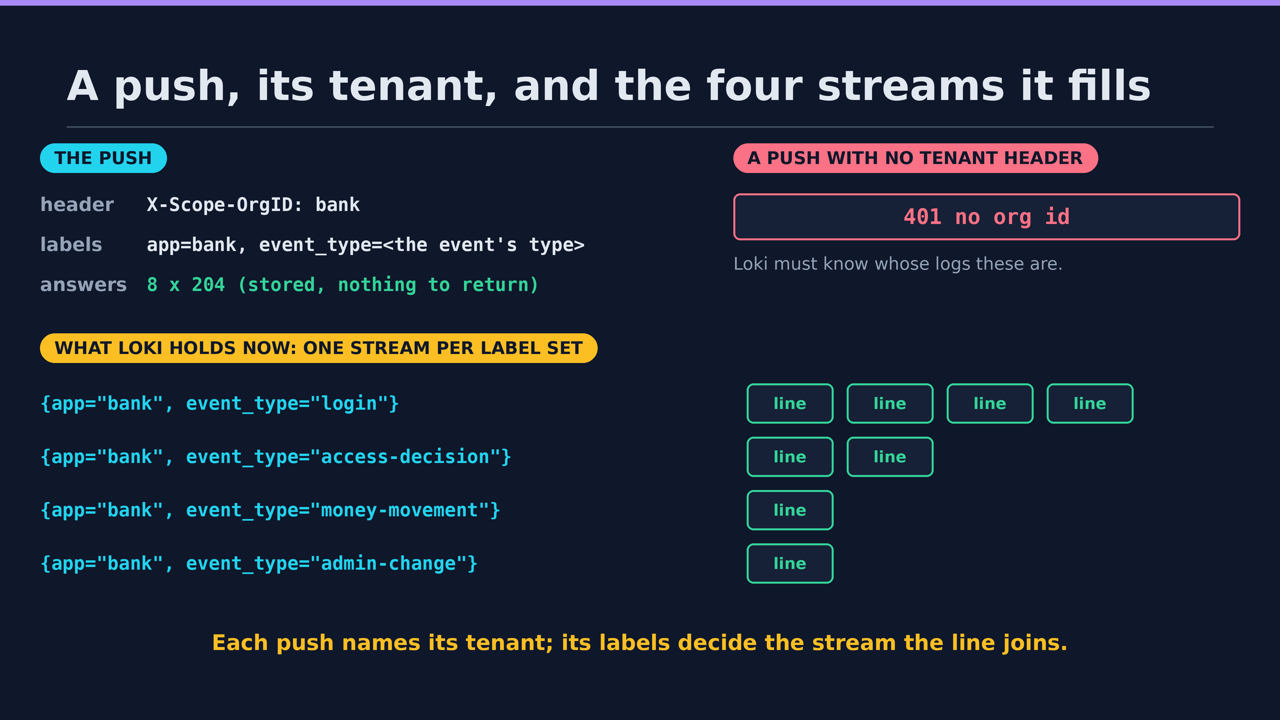 A push, its tenant, and the four streams it fills
THE PUSH
header X-Scope-OrgID: bank
labels app=bank, event_type=<the event's type>
answers 8 x 204 (stored, nothing to return)
A PUSH WITH NO TENANT HEADER
401 no org id
Loki must know whose logs these are.
WHAT LOKI HOLDS NOW: ONE STREAM PER LABEL SET
{app="bank", event_type="login"} line line line line
{app="bank", event_type="access-decision"} line line
{app="bank", event_type="money-movement"} line
{app="bank", event_type="admin-change"} line
Each push names its tenant; its labels decide the stream the line joins.